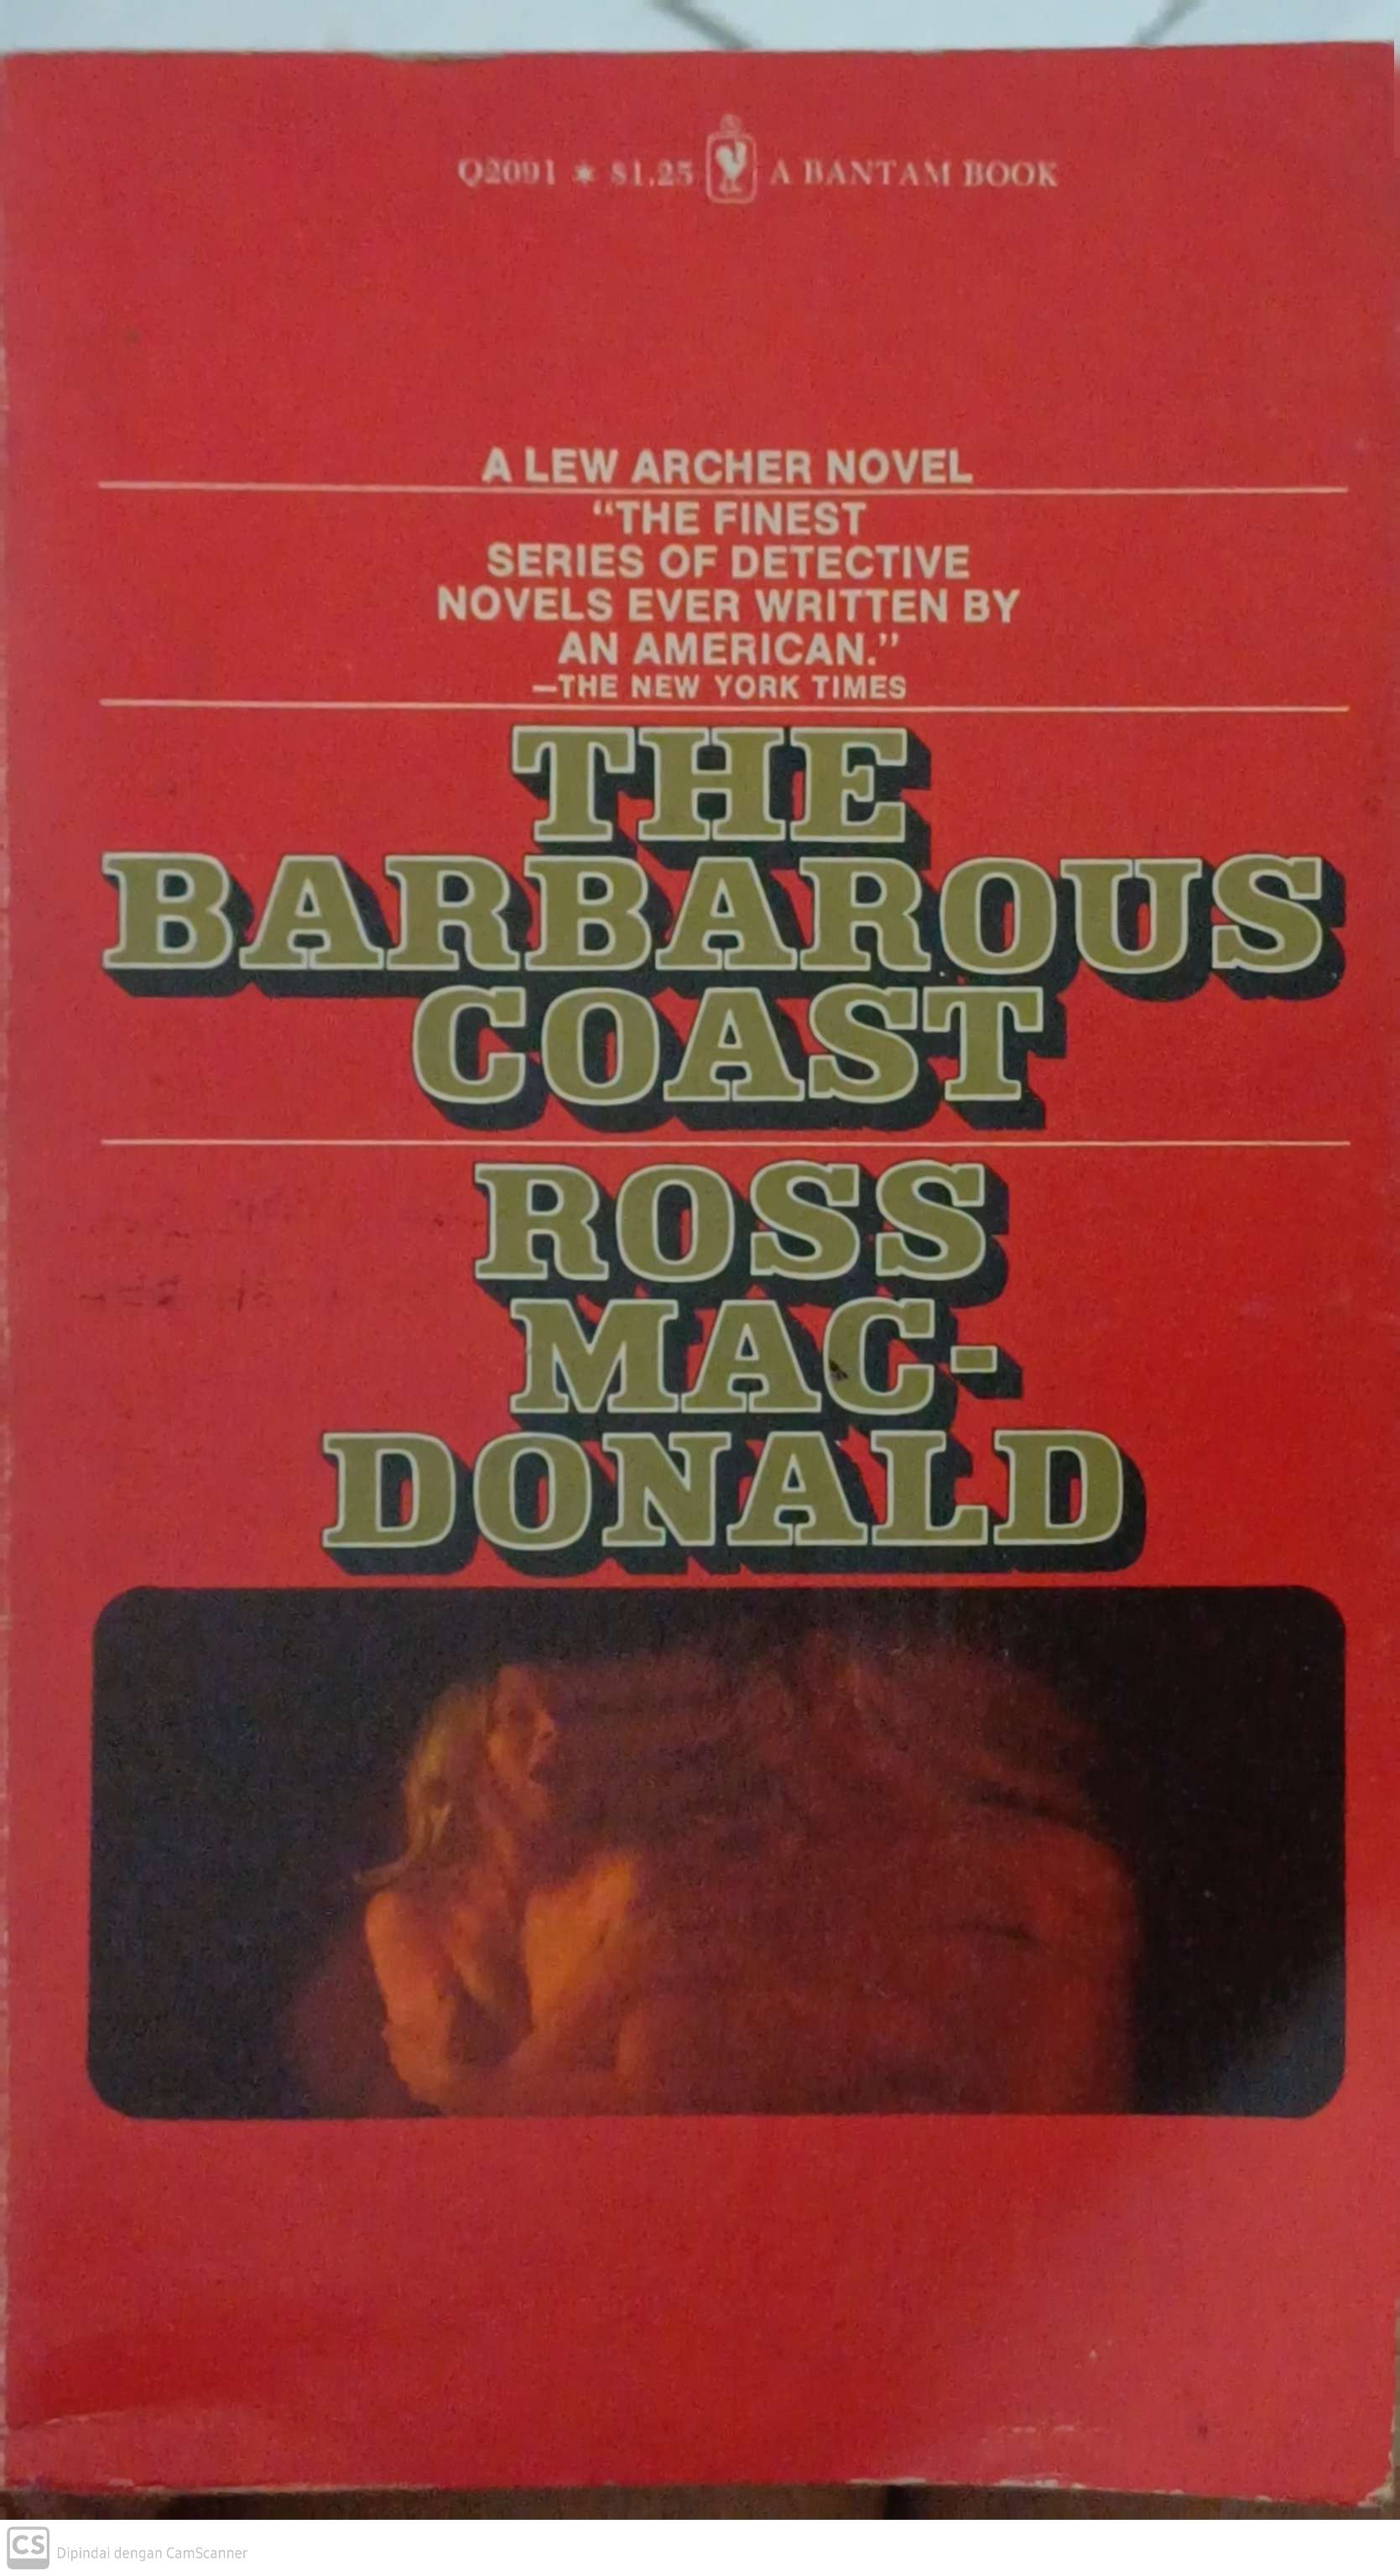 Q2091 * $1.25 A BANTAM BOOK
A LEW ARCHER NOVEL
“THE FINEST
SERIES OF DETECTIVE
NOVELS EVER WRITTEN BY
AN AMERICAN.”
—THE NEW YORK TIMES
THE
BARBAROUS
COAST
ROSS
MAC-
DONALD
CS Dipindai dengan CamScanner